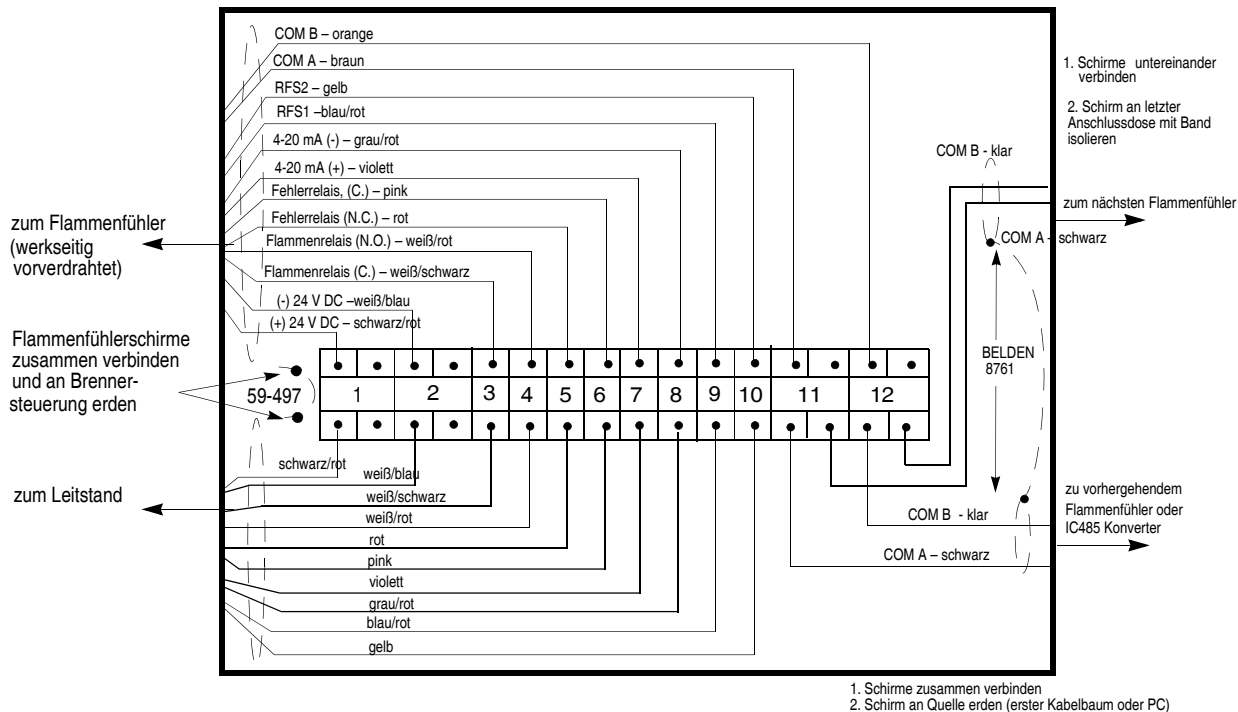 COM B – orange
COM A – braun
RFS2 – gelb
RFS1 –blau/rot
4-20 mA (-) – grau/rot
4-20 mA (+) – violett
Fehlerrelais, (C.) – pink
Fehlerrelais (N.C.) – rot
Flammenrelais (N.O.) – weiß/rot
Flammenrelais (C.) – weiß/schwarz
(-) 24 V DC –weiß/blau
(+) 24 V DC – schwarz/rot
zum Flammenfühler
(werkseitig
vorverdrahtet)
Flammenfühlerschirme
zusammen verbinden
und an Brenner-
steuerung erden
59-497
1 2 3 4 5 6 7 8 9 10 11 12
zum Leitstand
schwarz/rot
weiß/blau
weiß/schwarz
weiß/rot
rot
pink
violett
grau/rot
blau/rot
gelb
1. Schirme untereinander
verbinden
2. Schirm an letzter
Anschlussdose mit Band
isolieren
COM B - klar
zum nächsten Flammenfühler
COM A – schwarz
BELDEN
8761
zu vorhergehendem
Flammenfühler oder
IC485 Konverter
COM B - klar
COM A – schwarz
1. Schirme zusammen verbinden
2. Schirm an Quelle erden (erster Kabelbaum oder PC)